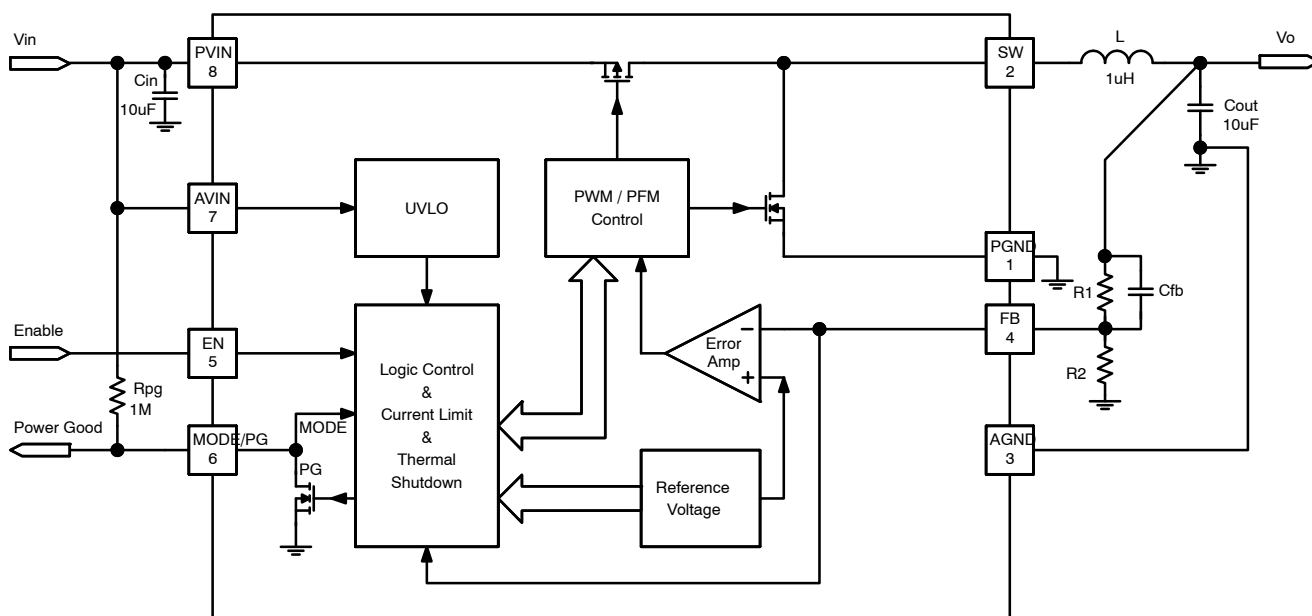 Vin
PVIN
8
Cin
10uF
SW
2
L
1uH
Vo
Cout
10uF
AVIN
7
UVLO
PWM / PFM
Control
PGND
1
R1
Cfb
Enable
EN
5
FB
4
Error
Amp
−
+
R2
Rpg
1M
Logic Control
&
Current Limit
&
Thermal
Shutdown
Power Good
MODE/PG
6
MODE
PG
Reference
Voltage
AGND
3